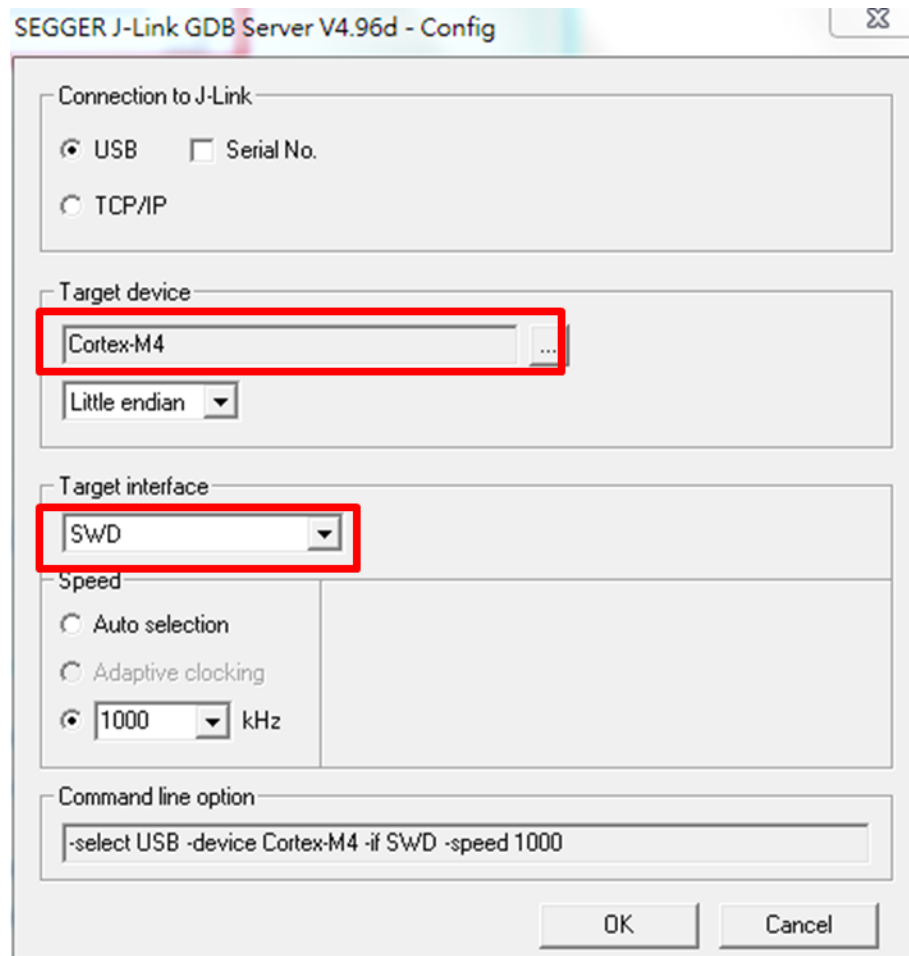 SEGGER J-Link GDB Server V4.96d - Config
Connection to J-Link
USB Serial No.
TCP/IP
Target device
Cortex-M4 ...
Little endian
Target interface
SWD
Speed
Auto selection
Adaptive clocking
1000 kHz
Command line option
-select USB -device Cortex-M4 -if SWD -speed 1000
OK Cancel